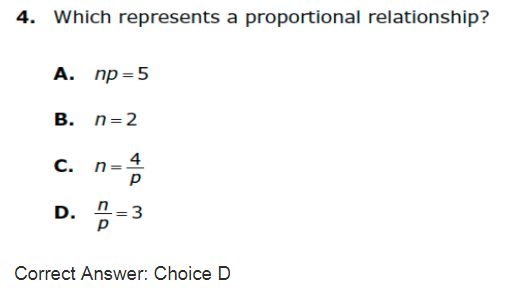 4. Which represents a proportional relationship?
A. np = 5
B. n = 2
C. n = 4/p
D. n/p = 3
Correct Answer: Choice D